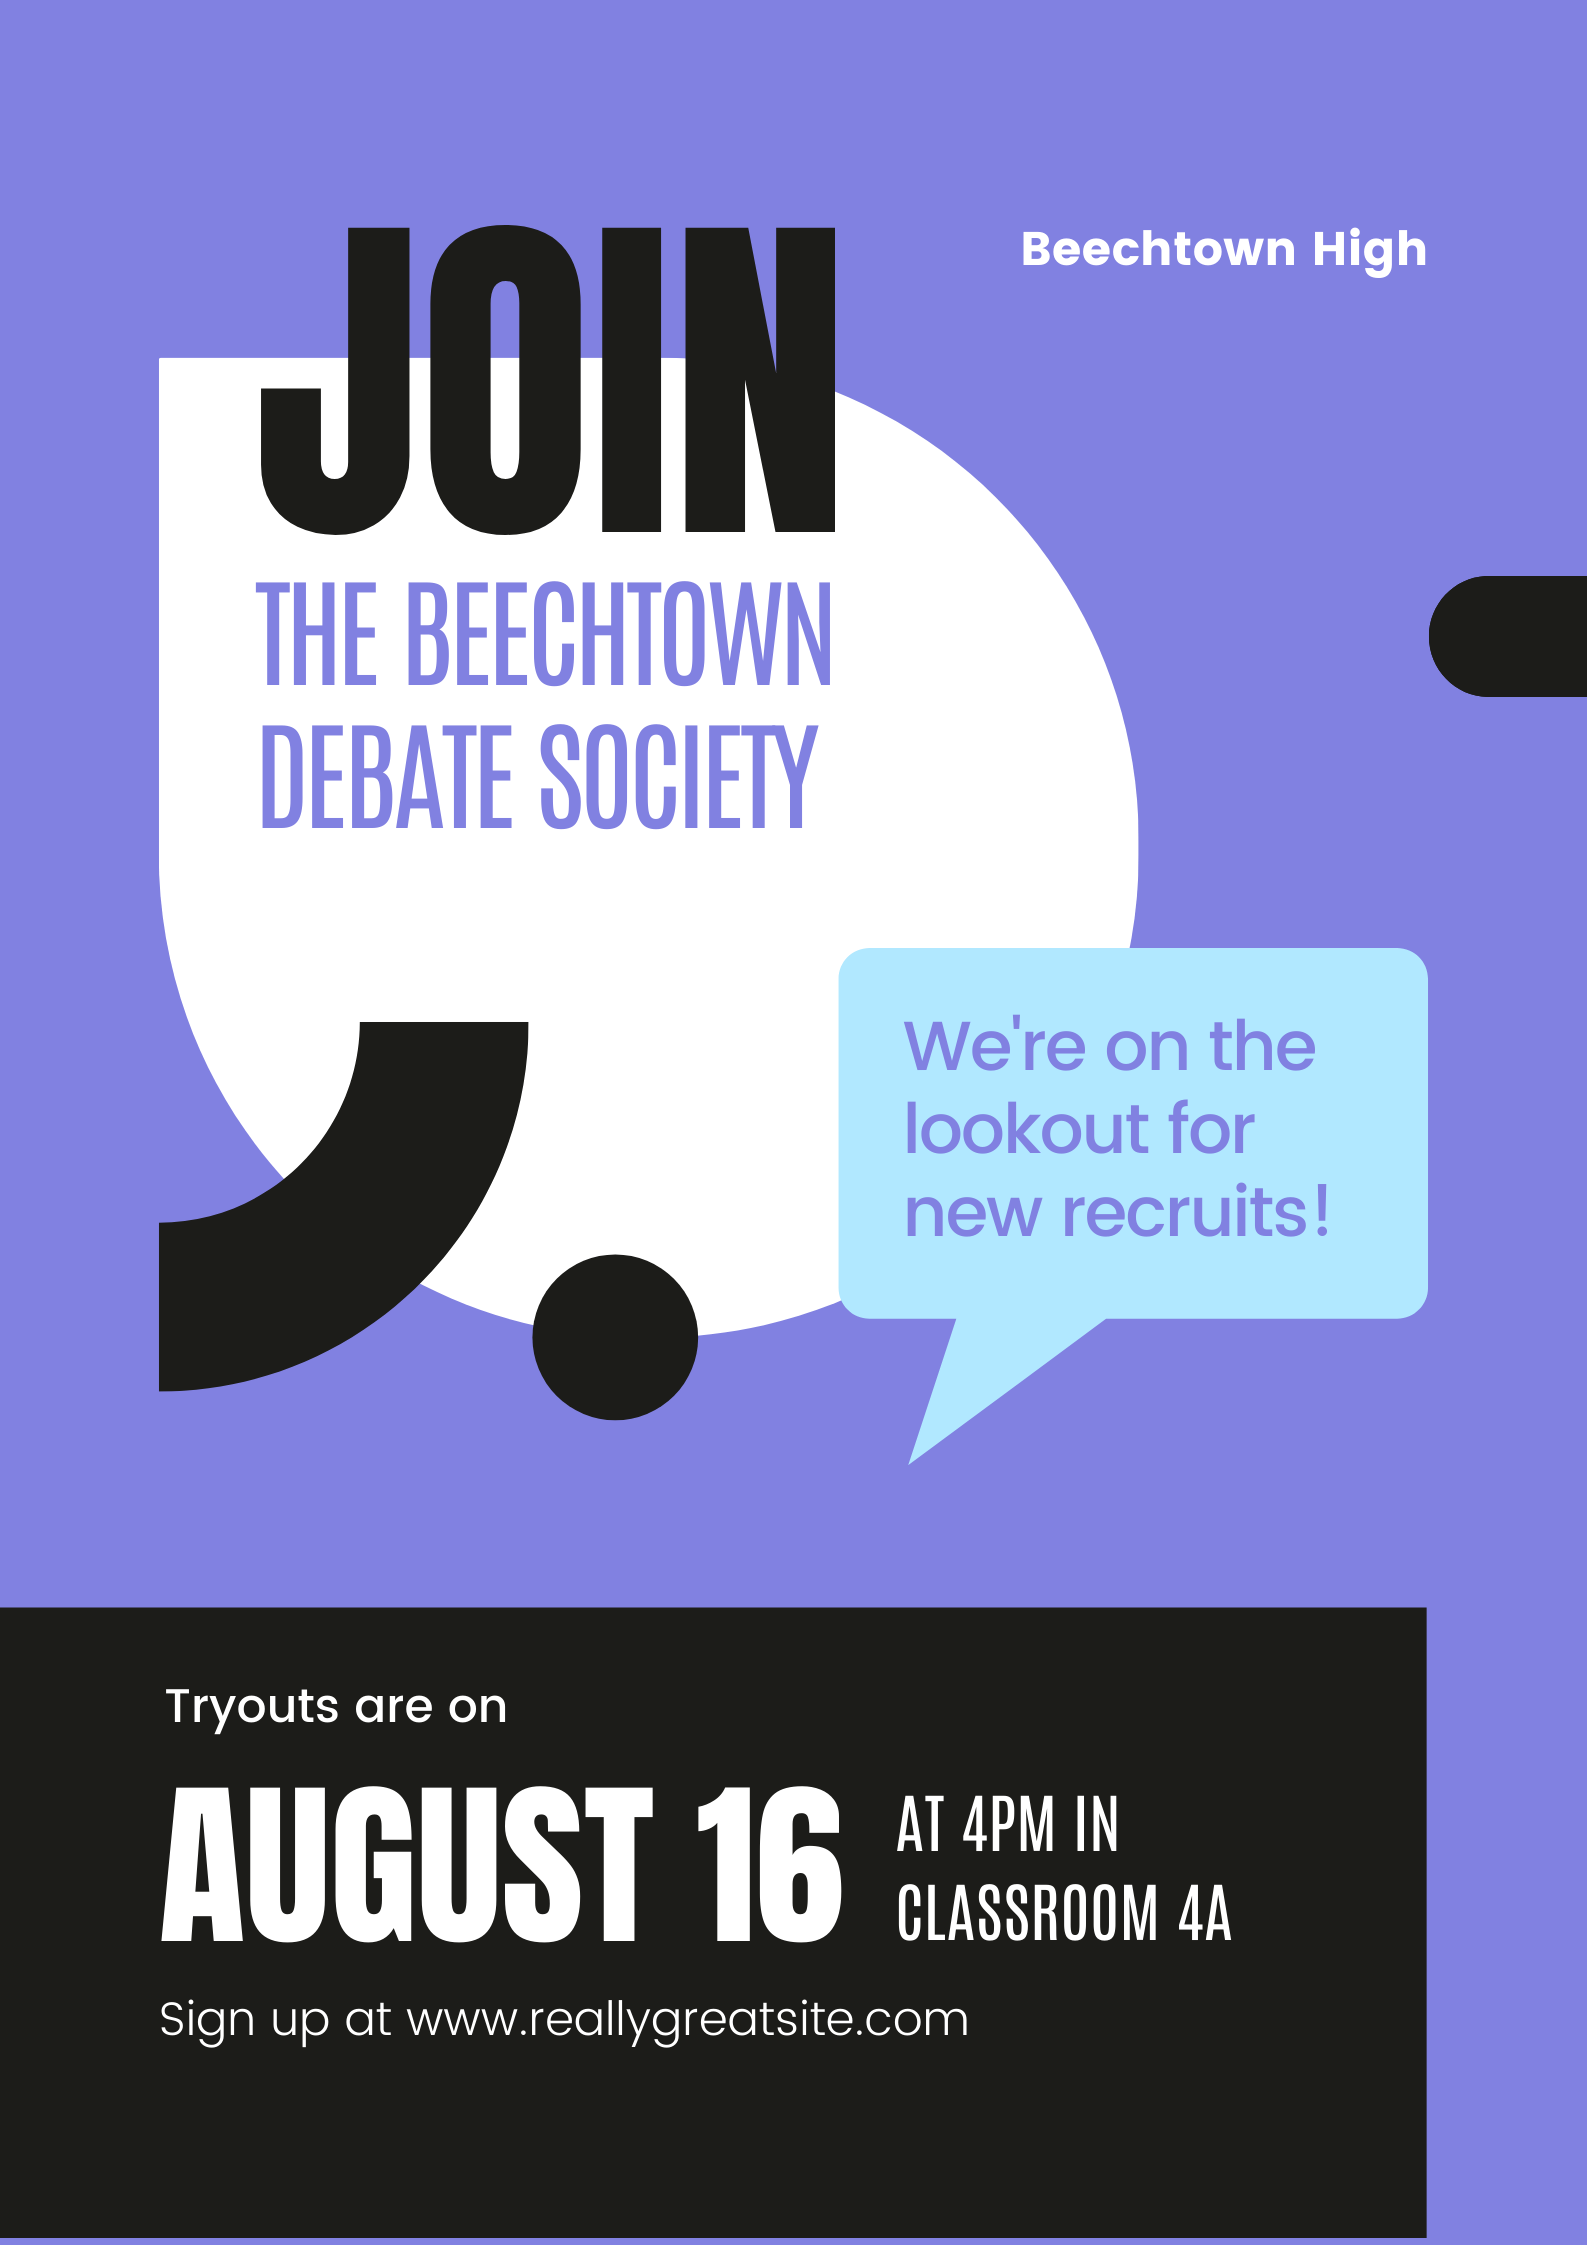 Beechtown High
JOIN
THE BEECHTOWN
DEBATE SOCIETY
We're on the
lookout for
new recruits!
Tryouts are on
AUGUST 16
AT 4PM IN
CLASSROOM 4A
Sign up at www.reallygreatsite.com